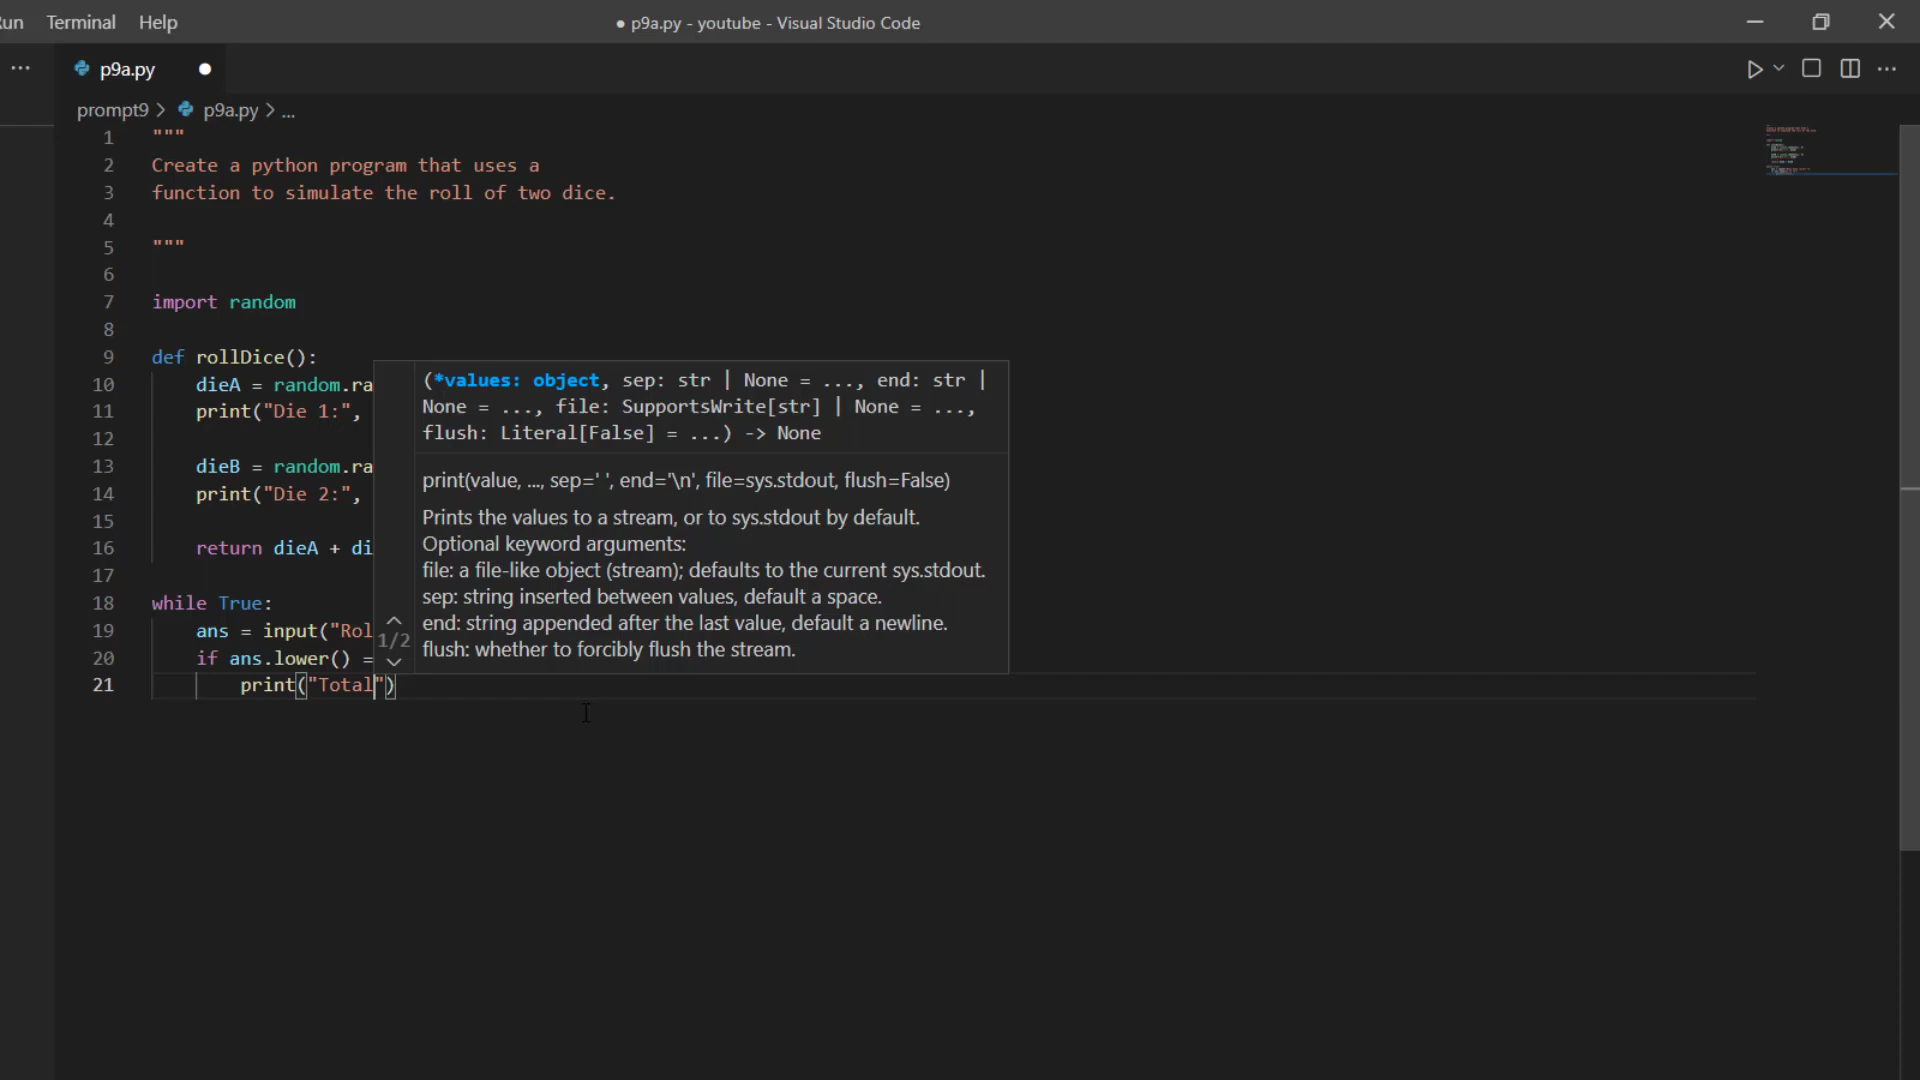 Run Terminal Help
● p9a.py - youtube - Visual Studio Code
p9a.py
prompt9 > p9a.py > ...
1 """
2 Create a python program that uses a
3 function to simulate the roll of two dice.
4
5 """
6
7 import random
8
9 def rollDice():
10 dieA = random.ra
11 print("Die 1:",
12
13 dieB = random.ra
14 print("Die 2:",
15
16 return dieA + di
17
18 while True:
19 ans = input("Rol
20 if ans.lower() =
21 print("Total")
(*values: object, sep: str | None = ..., end: str |
None = ..., file: SupportsWrite[str] | None = ...,
flush: Literal[False] = ...) -> None
print(value, ..., sep=' ', end='\n', file=sys.stdout, flush=False)
Prints the values to a stream, or to sys.stdout by default.
Optional keyword arguments:
file: a file-like object (stream); defaults to the current sys.stdout.
sep: string inserted between values, default a space.
end: string appended after the last value, default a newline.
flush: whether to forcibly flush the stream.
1/2